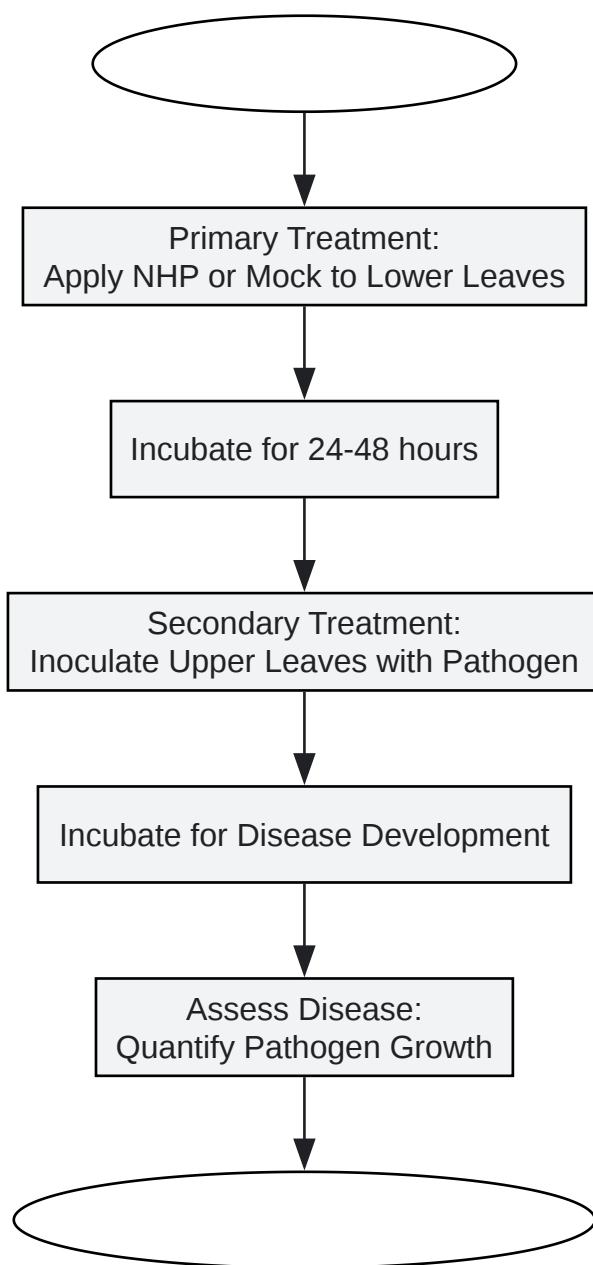 Primary Treatment:
Apply NHP or Mock to Lower Leaves
Incubate for 24-48 hours
Secondary Treatment:
Inoculate Upper Leaves with Pathogen
Incubate for Disease Development
Assess Disease:
Quantify Pathogen Growth